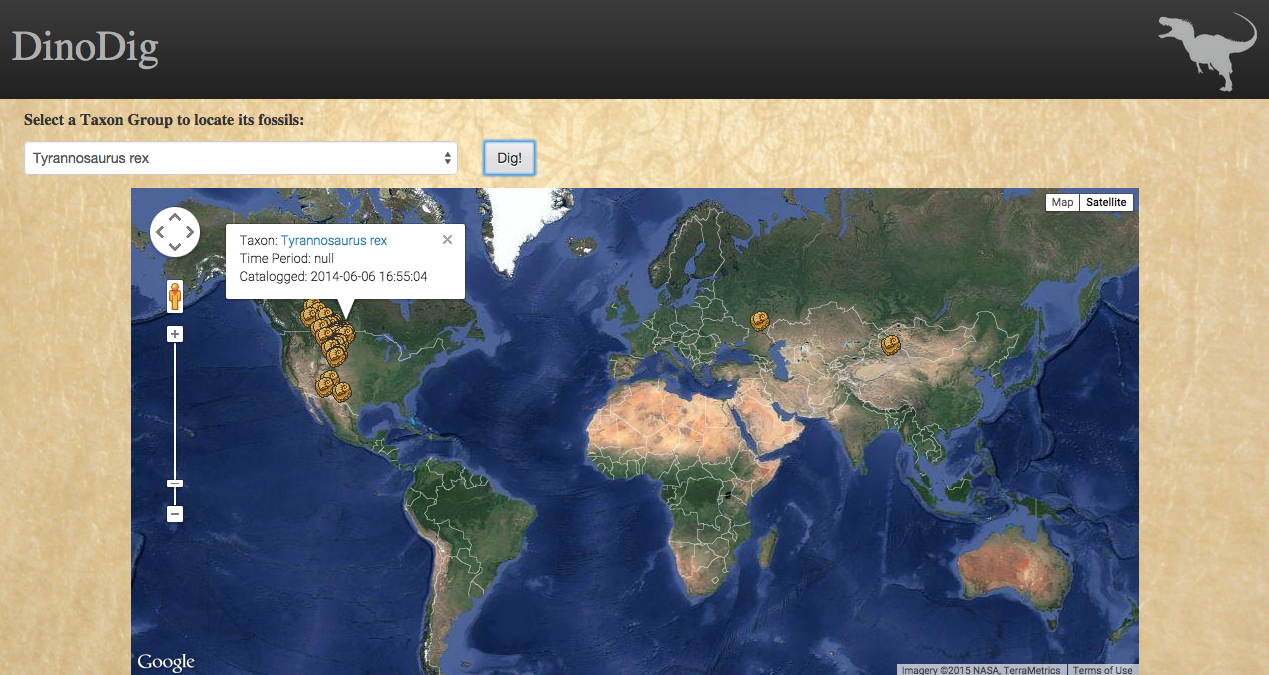 DinoDig
Select a Taxon Group to locate its fossils:
Tyrannosaurus rex
Dig!
Map
Satellite
Taxon: Tyrannosaurus rex
Time Period: null
Catalogged: 2014-06-06 16:55:04
Google
Imagery ©2015 NASA, TerraMetrics
Terms of Use